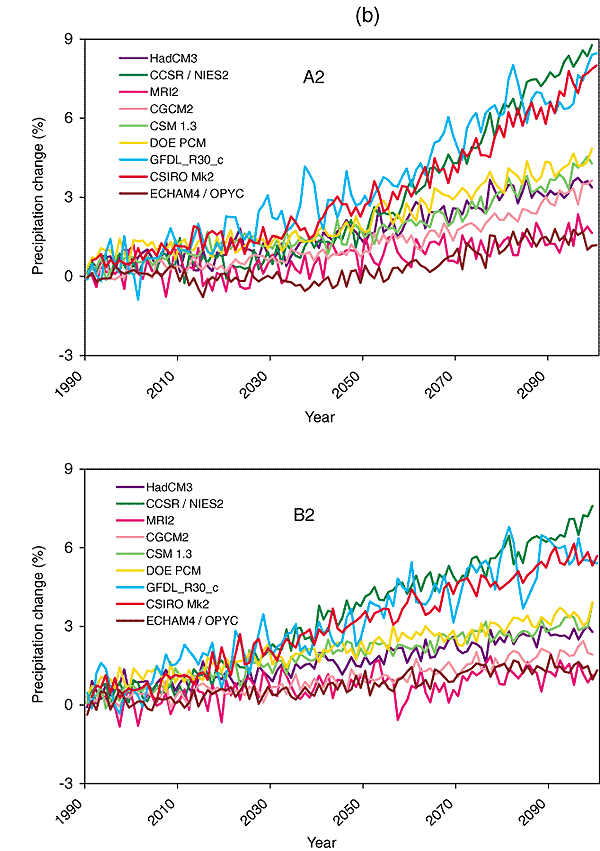 (b)
9
6
3
0
-3
Precipitation change (%)
A2
HadCM3
CCSR / NIES2
MRI2
CGCM2
CSM 1.3
DOE PCM
GFDL_R30_c
CSIRO Mk2
ECHAM4 / OPYC
1990 2010 2030 2050 2070 2090
Year
9
6
3
0
-3
Precipitation change (%)
B2
HadCM3
CCSR / NIES2
MRI2
CGCM2
CSM 1.3
DOE PCM
GFDL_R30_c
CSIRO Mk2
ECHAM4 / OPYC
1990 2010 2030 2050 2070 2090
Year